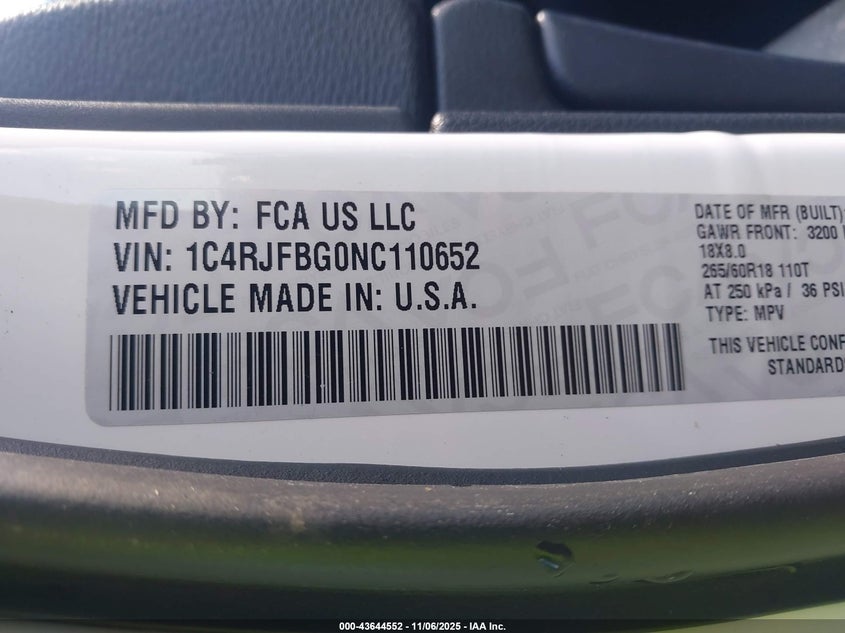 MFD BY: FCA US LLC
VIN: 1C4RJFBG0NC110652
VEHICLE MADE IN: U.S.A.
DATE OF MFR (BUILT)
GAWR FRONT: 3200
18X8.0
265/60R18 110T
AT 250 kPa / 36 PSI
TYPE: MPV
THIS VEHICLE CONF
STANDARD
000-43644552 - 11/06/2025 - IAA Inc.